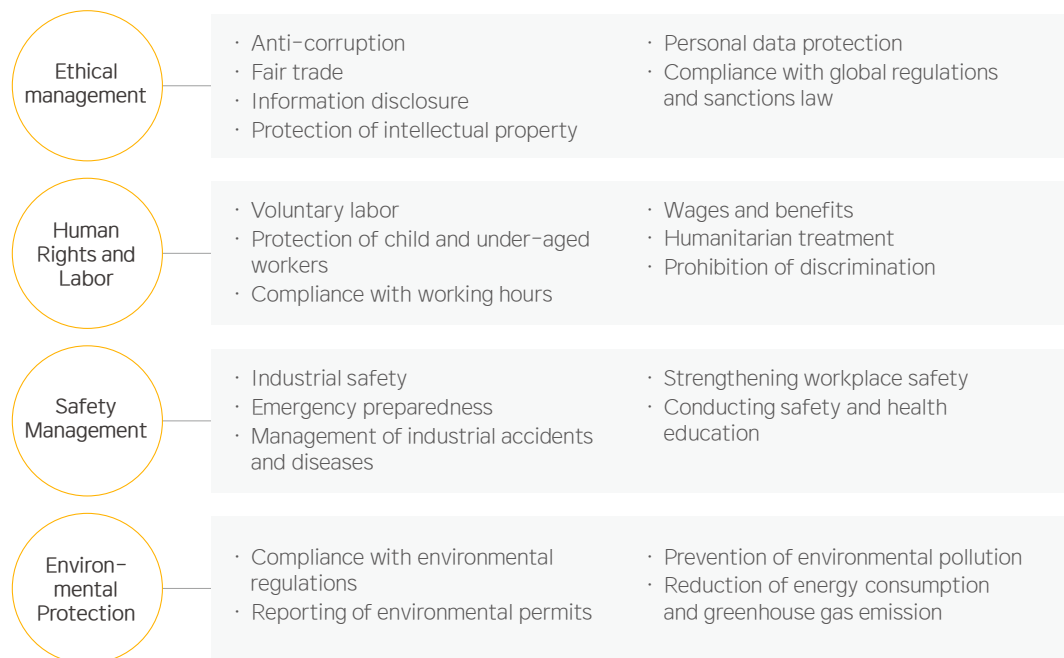 Ethical
management
· Anti-corruption
· Fair trade
· Information disclosure
· Protection of intellectual property
· Personal data protection
· Compliance with global regulations
and sanctions law
Human
Rights and
Labor
· Voluntary labor
· Protection of child and under-aged
workers
· Compliance with working hours
· Wages and benefits
· Humanitarian treatment
· Prohibition of discrimination
Safety
Management
· Industrial safety
· Emergency preparedness
· Management of industrial accidents
and diseases
· Strengthening workplace safety
· Conducting safety and health
education
Environ-
mental
Protection
· Compliance with environmental
regulations
· Reporting of environmental permits
· Prevention of environmental pollution
· Reduction of energy consumption
and greenhouse gas emission